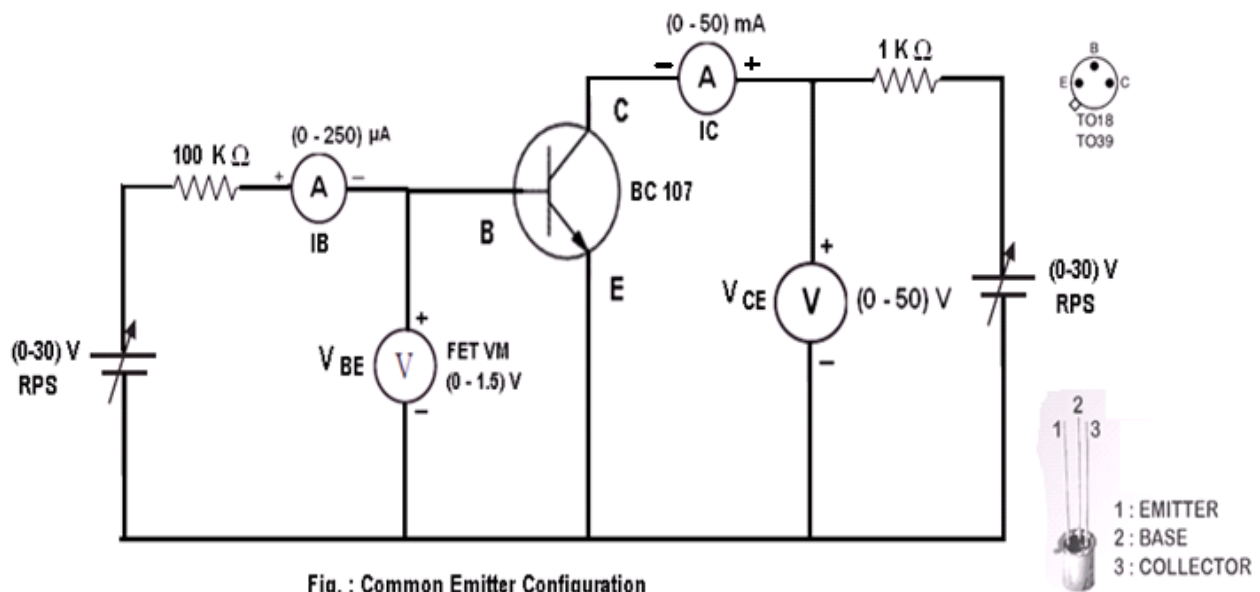 (0 - 50) mA
1 K Ω
B
E
C
TO18
TO39
- A +
IC
C
(0 - 250) µA
100 K Ω
+ A −
IB
BC 107
B
E
(0-30) V
RPS
+
V BE
V
FET VM
(0 - 1.5) V
−
+
V CE
V
(0 - 50) V
−
(0-30) V
RPS
2
1
3
1 : EMITTER
2 : BASE
3 : COLLECTOR
Fig. : Common Emitter Configuration